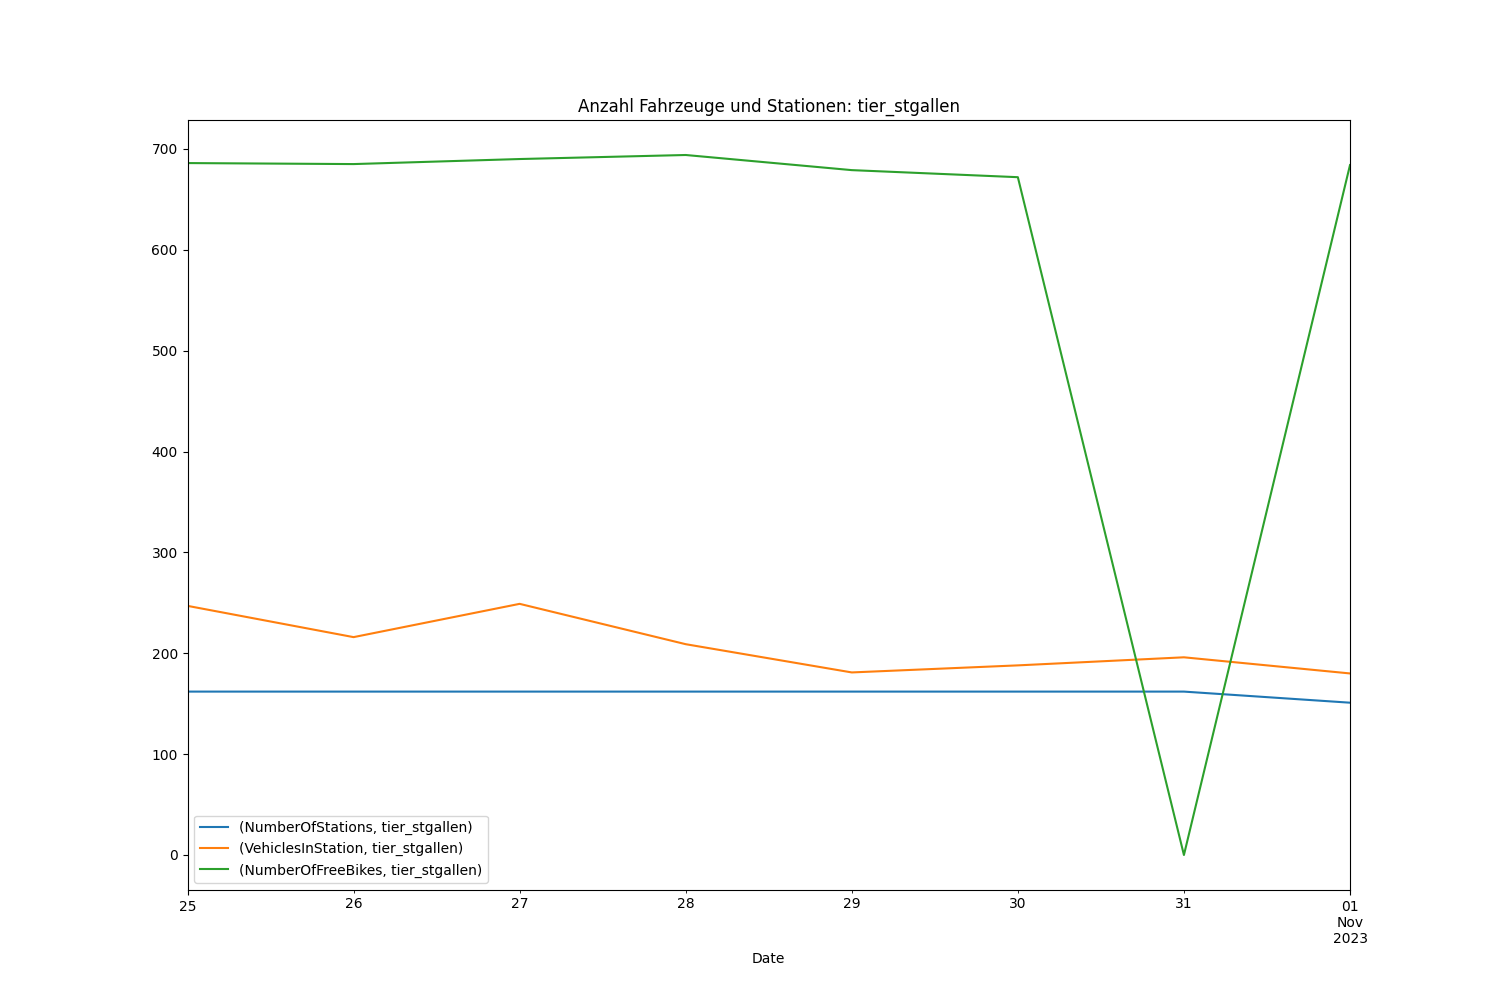 Anzahl Fahrzeuge und Stationen: tier_stgallen
700
600
500
400
300
200
100
0
(NumberOfStations, tier_stgallen)
(VehiclesInStation, tier_stgallen)
(NumberOfFreeBikes, tier_stgallen)
25 26 27 28 29 30 31 01
Nov
2023
Date